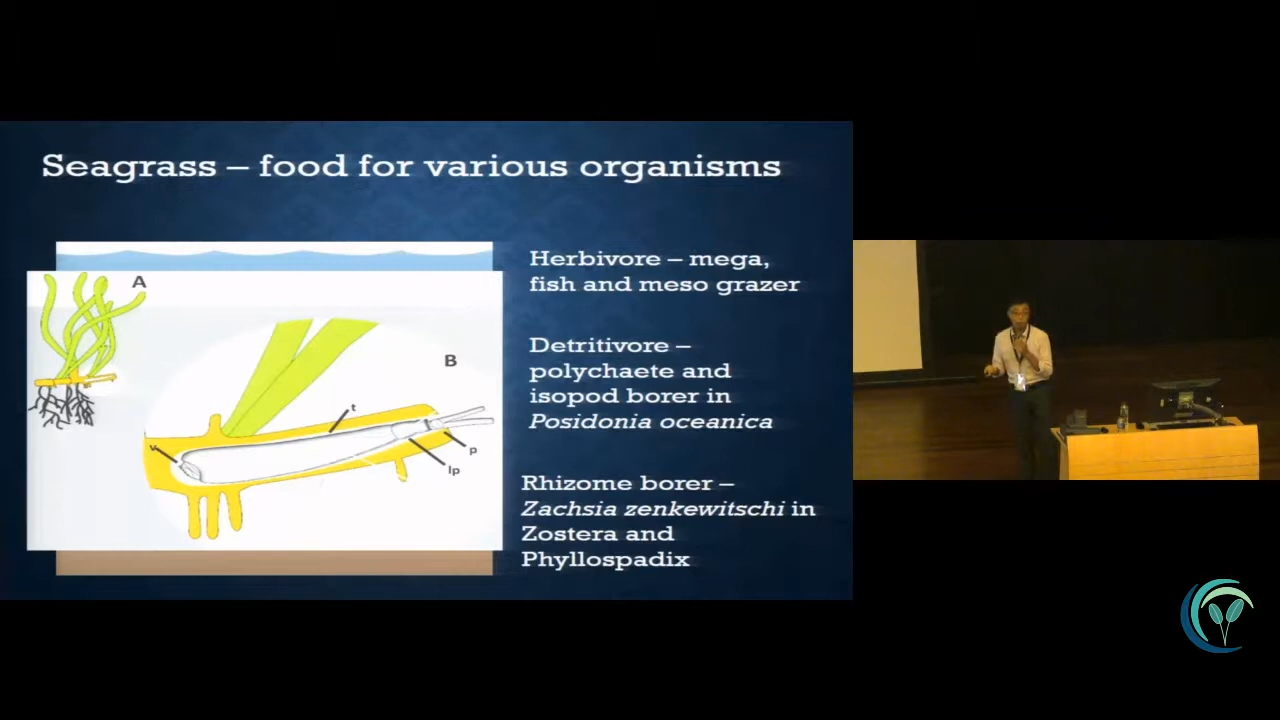 Seagrass – food for various organisms
A
B
t
v
p
lp
Herbivore – mega,
fish and meso grazer
Detritivore –
polychaete and
isopod borer in
Posidonia oceanica
Rhizome borer –
Zachsia zenkewitschi in
Zostera and
Phyllospadix